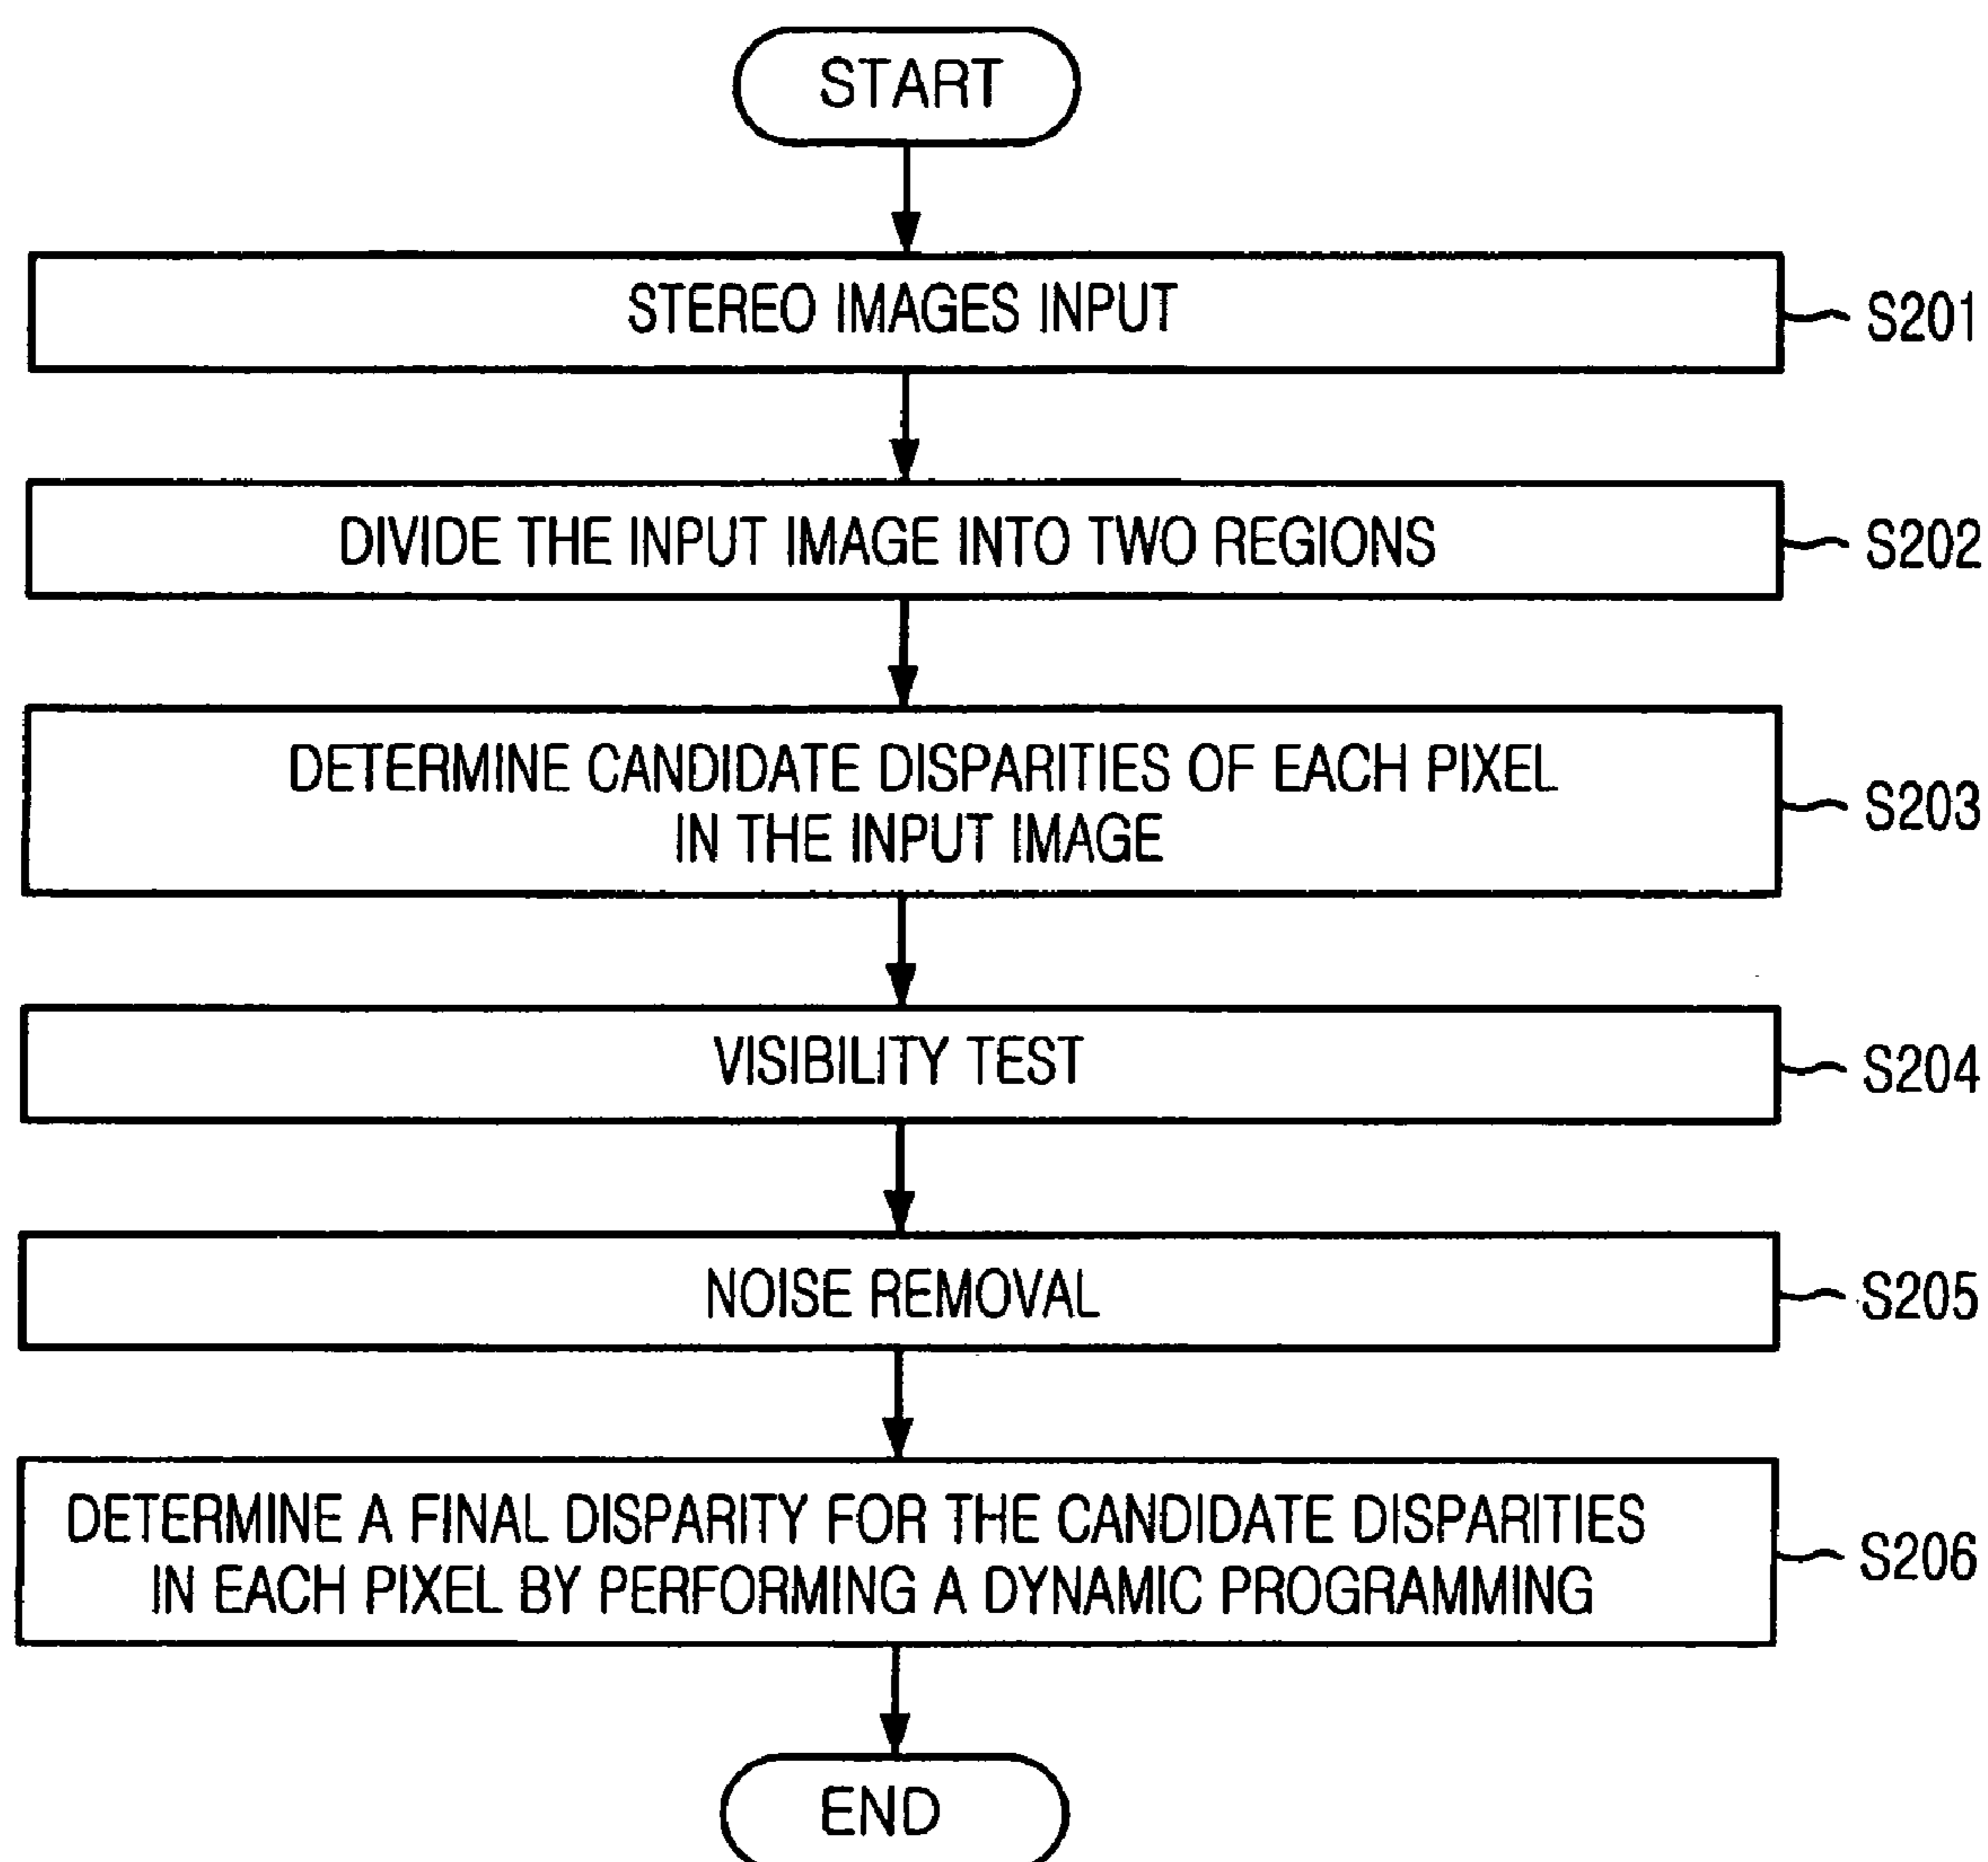 START
STEREO IMAGES INPUT
S201
DIVIDE THE INPUT IMAGE INTO TWO REGIONS
S202
DETERMINE CANDIDATE DISPARITIES OF EACH PIXEL
IN THE INPUT IMAGE
S203
VISIBILITY TEST
S204
NOISE REMOVAL
S205
DETERMINE A FINAL DISPARITY FOR THE CANDIDATE DISPARITIES
IN EACH PIXEL BY PERFORMING A DYNAMIC PROGRAMMING
S206
END